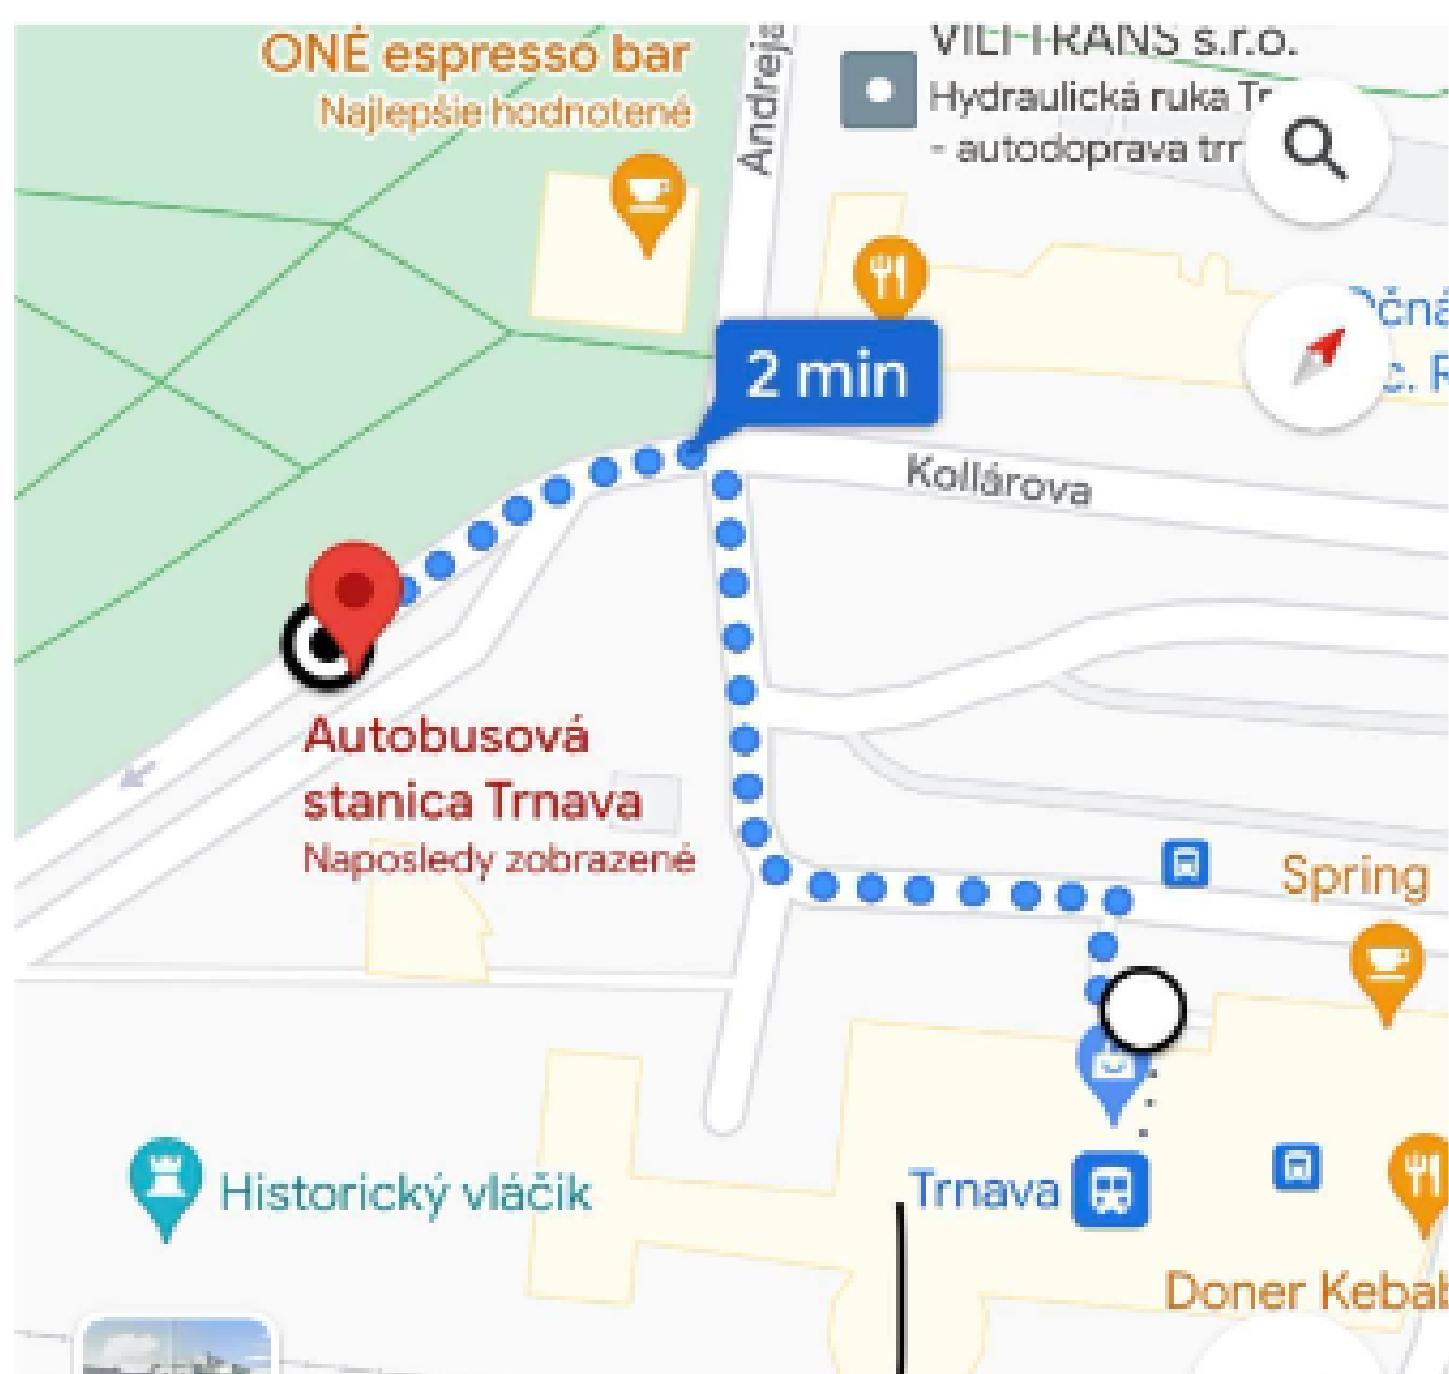 ONÉ espresso bar
Najlepšie hodnotené
Andreja
VILI-TRANS s.r.o.
Hydraulická ruka
- autodoprava
2 min
Kollárova
Autobusová
stanica Trnava
Naposledy zobrazené
Spring
Historický vláčik
Trnava
Doner Kebab